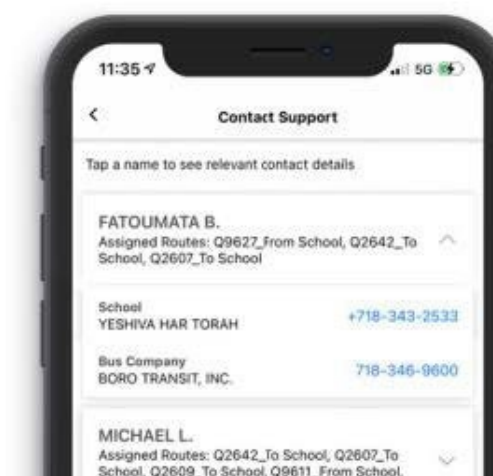 11:35
5G
Contact Support
Tap a name to see relevant contact details
FATOUMATA B.
Assigned Routes: Q9627_From School, Q2642_To
School, Q2607_To School
School
YESHIVA HAR TORAH
+718-343-2533
Bus Company
BORO TRANSIT, INC.
718-346-9600
MICHAEL L.
Assigned Routes: Q2642_To School, Q2607_To
School, Q2609_To School, Q9611_From School,